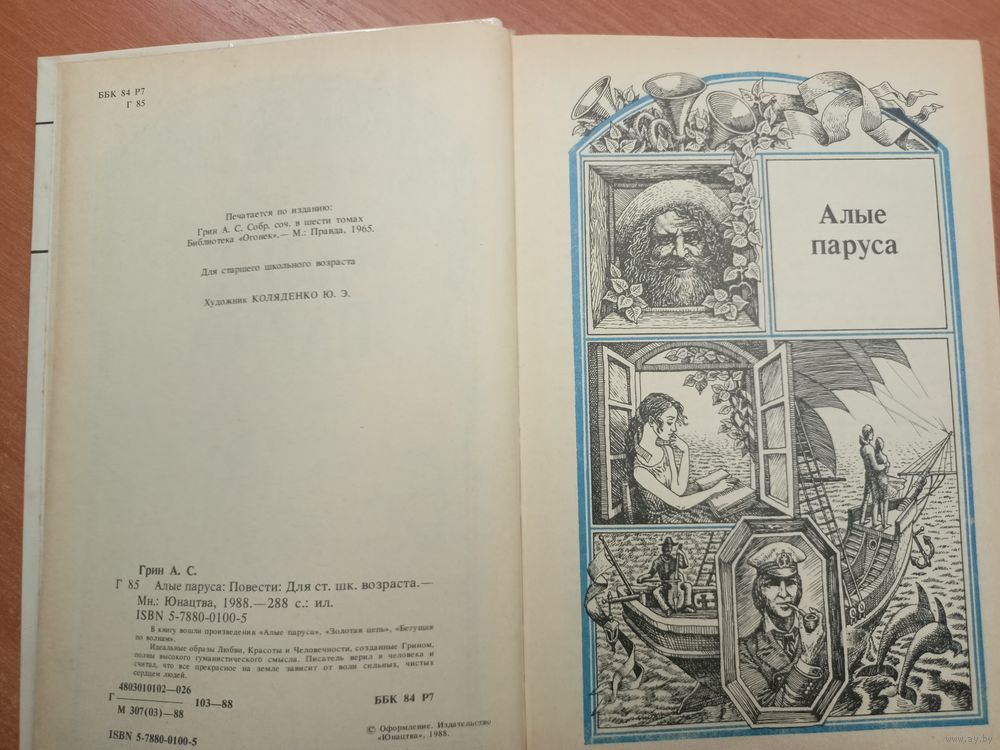 ББК 84 Р7
Г 85
Печатается по изданию:
Грин А. С. Собр. соч. в шести томах
Библиотека «Огонек».— М.: Правда, 1965.
Для старшего школьного возраста
Художник КОЛЯДЕНКО Ю. Э.
Грин А. С.
Г 85 Алые паруса: Повести: Для ст. шк. возраста.—
Мн.: Юнацтва, 1988.—288 с.: ил.
ISBN 5-7880-0100-5
В книгу вошли произведения «Алые паруса», «Золотая цепь», «Бегущая
по волнам».
Идеальные образы Любви, Красоты и Человечности, созданные Грином,
полны высокого гуманистического смысла. Писатель верил в человека и
считал, что все прекрасное на земле зависит от воли сильных, чистых
сердцем людей.
Г 4803010102—026
М 307(03)—88 103—88
ББК 84 Р7
ISBN 5-7880-0100-5
© Оформление. Издательство
«Юнацтва», 1988.
Алые
паруса
www.ay.by